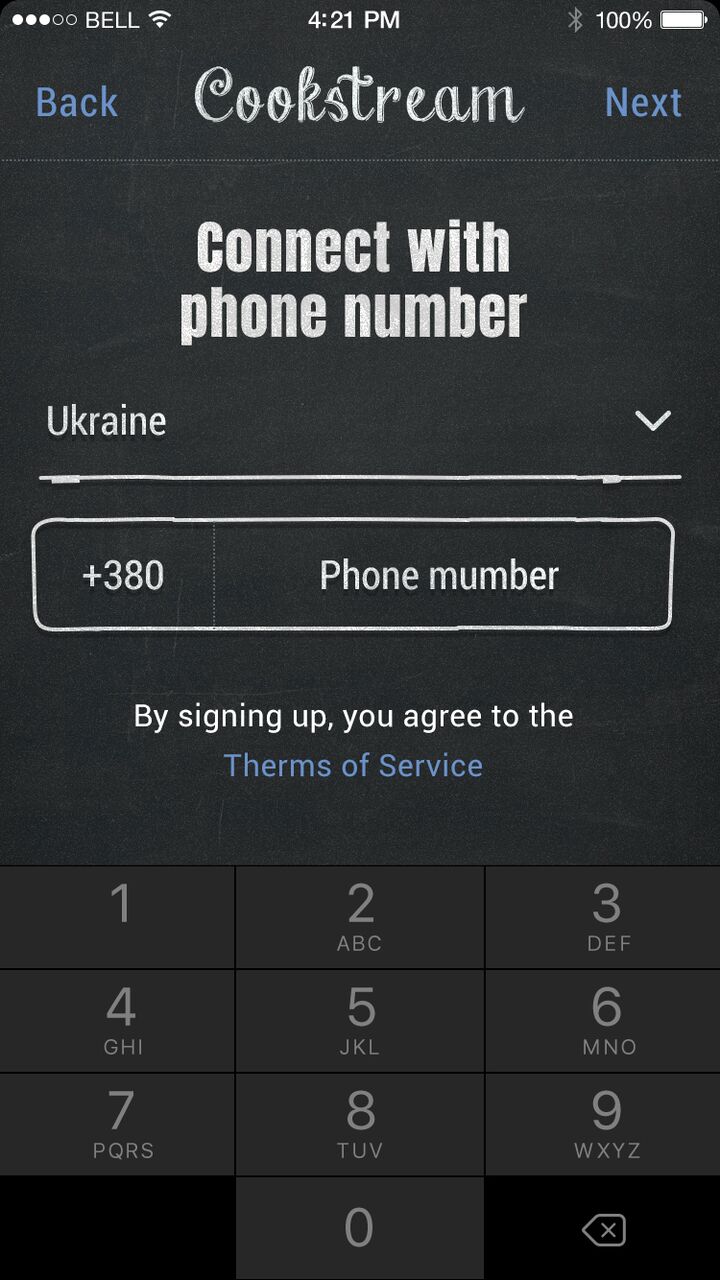 BELL 4:21 PM 100%
Back Cookstream Next
Connect with
phone number
Ukraine
+380 Phone mumber
By signing up, you agree to the
Therms of Service
1 2 3
ABC DEF
4 5 6
GHI JKL MNO
7 8 9
PQRS TUV WXYZ
0